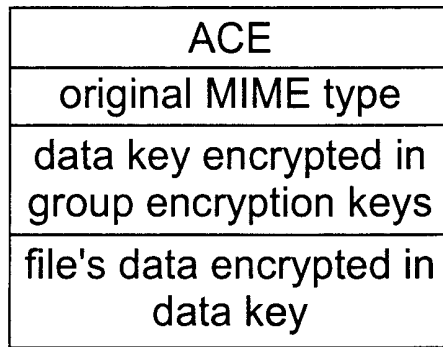 ACE
original MIME type
data key encrypted in
group encryption keys
file's data encrypted in
data key